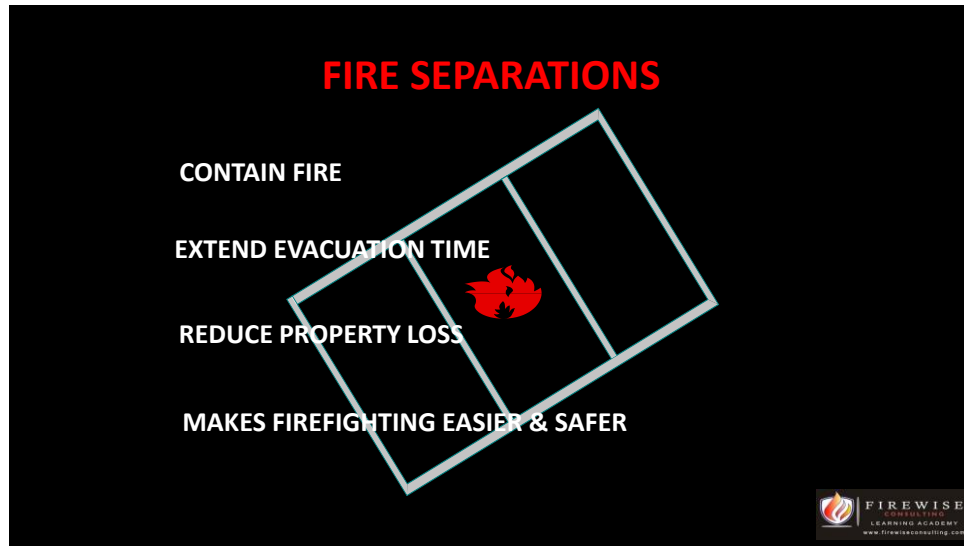 FIRE SEPARATIONS
CONTAIN FIRE
EXTEND EVACUATION TIME
REDUCE PROPERTY LOSS
MAKES FIREFIGHTING EASIER & SAFER
FIREWISE
CONSULTING
LEARNING ACADEMY
www.firewiseconsulting.com